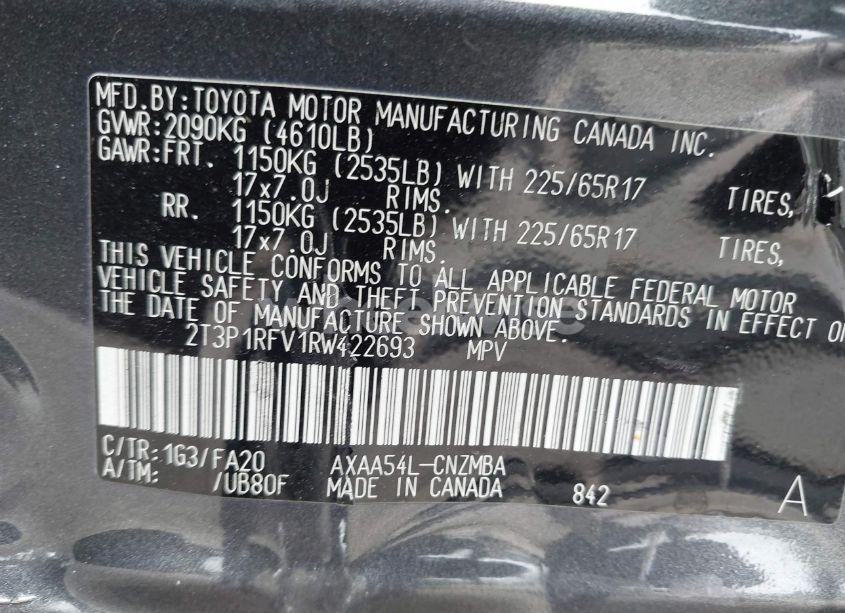 MFD.BY:TOYOTA MOTOR MANUFACTURING CANADA INC.
GVWR:2090KG (4610LB)
GAWR:FRT. 1150KG (2535LB) WITH 225/65R17 TIRES,
17x7.0J RIMS.
RR. 1150KG (2535LB) WITH 225/65R17 TIRES,
17x7.0J RIMS.
THIS VEHICLE CONFORMS TO ALL APPLICABLE FEDERAL MOTOR
VEHICLE SAFETY AND THEFT PREVENTION STANDARDS IN EFFECT ON
THE DATE OF MANUFACTURE SHOWN ABOVE.
2T3P1RFV1RW422693 MPV
C/TR:1G3/FA20 AXAA54L-CNZMBA
A/TM: /UB80F MADE IN CANADA 842 A